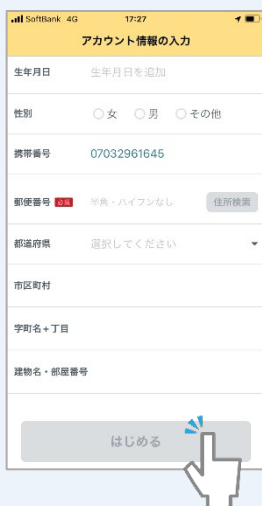 SoftBank 4G 17:27
アカウント情報の入力
生年月日 生年月日を追加
性別 女 男 その他
携帯番号 07032961645
郵便番号 必須 半角・ハイフンなし 住所検索
都道府県 選択してください
市区町村
字町名+丁目
建物名・部屋番号
はじめる